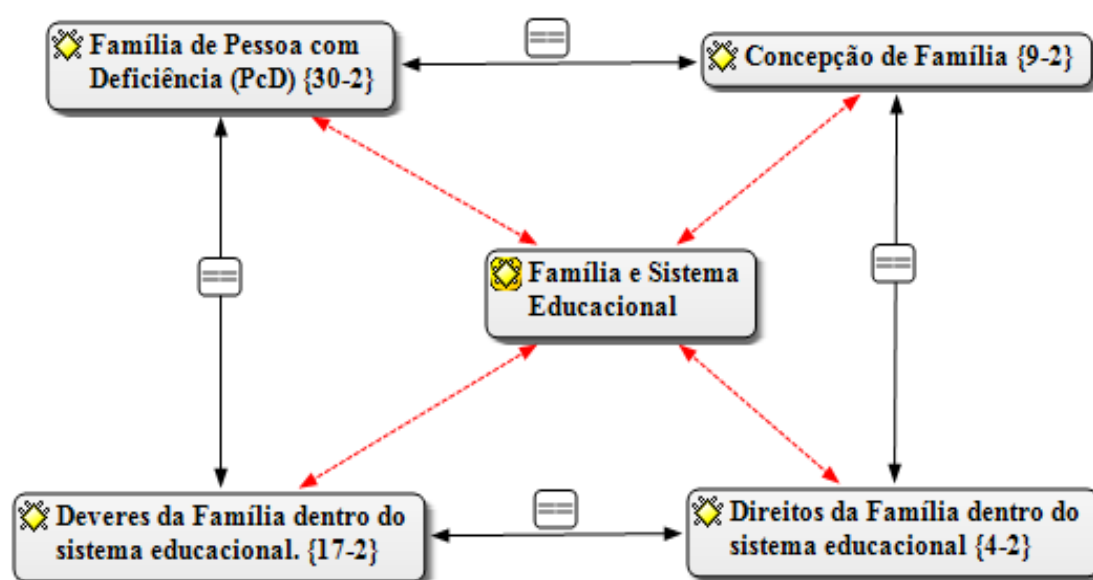 Família de Pessoa com
Deficiência (PcD) {30-2}
==
Concepção de Família {9-2}
==
==
Família e Sistema
Educacional
Deveres da Família dentro do
sistema educacional. {17-2}
==
Direitos da Família dentro do
sistema educacional {4-2}